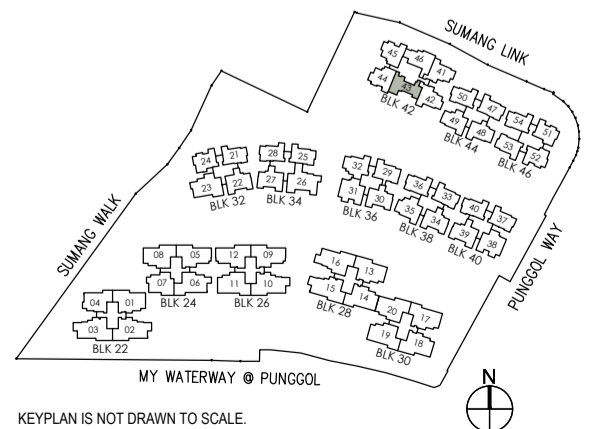 SUMANG LINK
45 46 41
44 43 42
BLK 42
50 47
49 48
BLK 44
54 51
53 52
BLK 46
24 21
23 22
BLK 32
28 25
27 26
BLK 34
32 29
31 30
BLK 36
36 33
35 34
BLK 38
40 37
39 38
BLK 40
SUMANG WALK
PUNGGOL WAY
08 05
07 06
BLK 24
12 09
11 10
BLK 26
16 13
15 14
BLK 28
20 17
19 18
BLK 30
04 01
03 02
BLK 22
MY WATERWAY @ PUNGGOL
N
KEYPLAN IS NOT DRAWN TO SCALE.